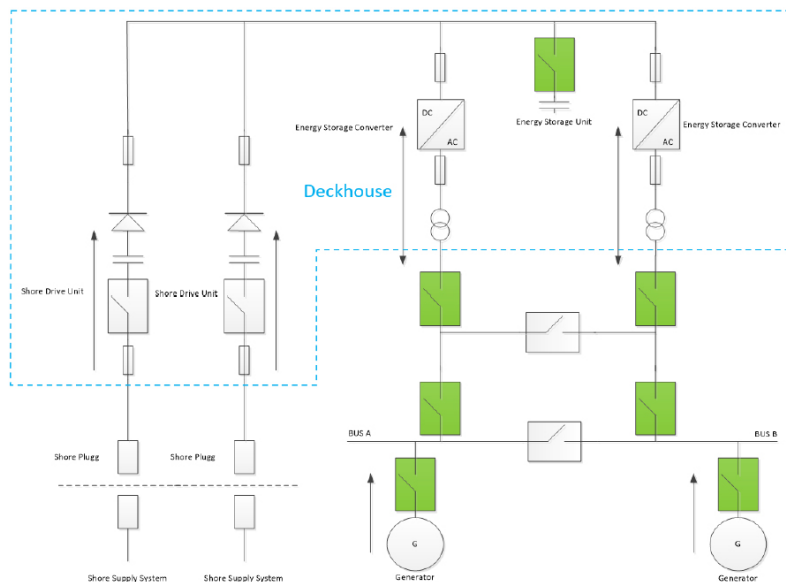 DC
AC
DC
AC
Energy Storage Converter
Energy Storage Unit
Energy Storage Converter
Deckhouse
Shore Drive Unit
Shore Drive Unit
BUS A
BUS B
Shore Plugg
Shore Plugg
G
G
Shore Supply System
Shore Supply System
Generator
Generator